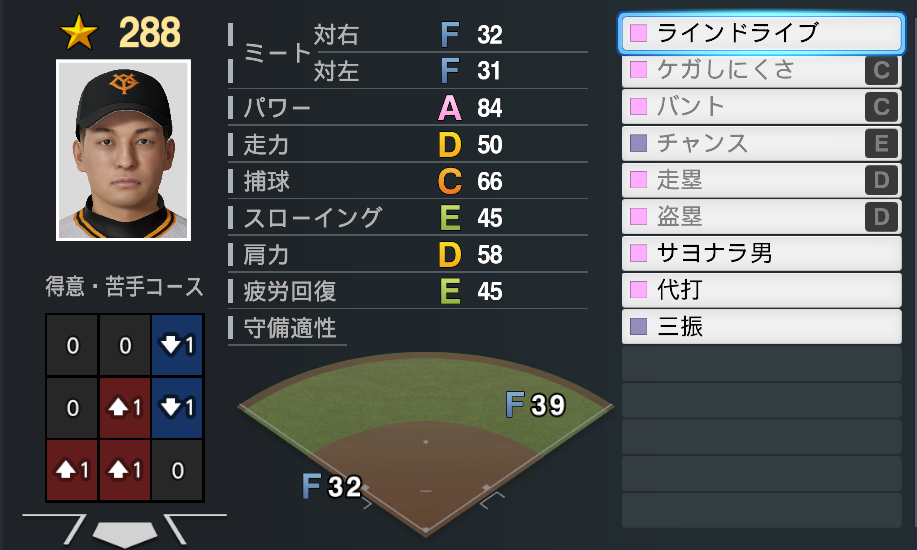 288
ミート 対右 F 32
対左 F 31
パワー A 84
走力 D 50
捕球 C 66
スローイング E 45
肩力 D 58
疲労回復 E 45
守備適性
F 39
F 32
YG
得意・苦手コース
0 0 1
0 1 1
1 1 0
ラインドライブ
ケガしにくさ C
バント C
チャンス E
走塁 D
盗塁 D
サヨナラ男
代打
三振